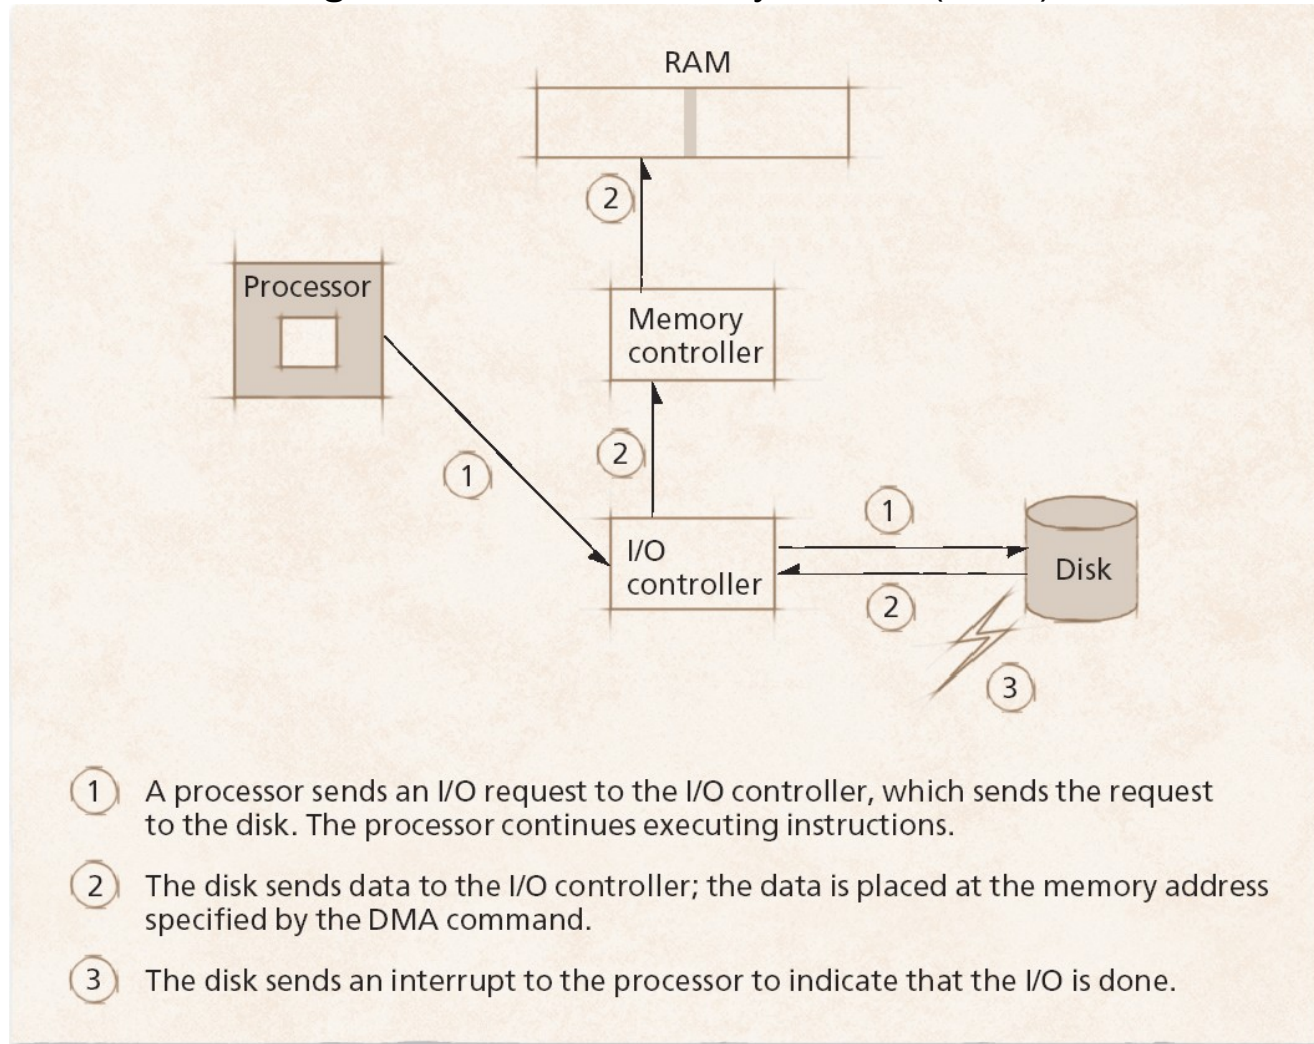 RAM
2
Processor
Memory
controller
2
1
1
I/O
controller
Disk
2
3
1 A processor sends an I/O request to the I/O controller, which sends the request
to the disk. The processor continues executing instructions.
2 The disk sends data to the I/O controller; the data is placed at the memory address
specified by the DMA command.
3 The disk sends an interrupt to the processor to indicate that the I/O is done.